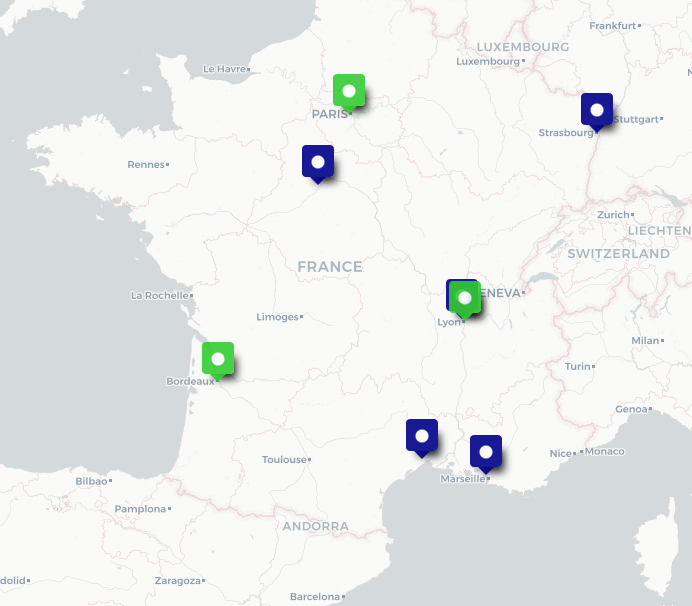 Frankfurt
LUXEMBOURG
Luxembourg
Le Havre
PARIS
Stuttgart
Strasbourg
Rennes
Zürich
LIECHTEN
SWITZERLAND
FRANCE
ENEVA
La Rochelle
Limoges
Lyon
Milan
Turin
Bordeaux
Genoa
Toulouse
Nice
Monaco
Marseille
Bilbao
Pamplona
ANDORRA
dolid
Zaragoza
Barcelona